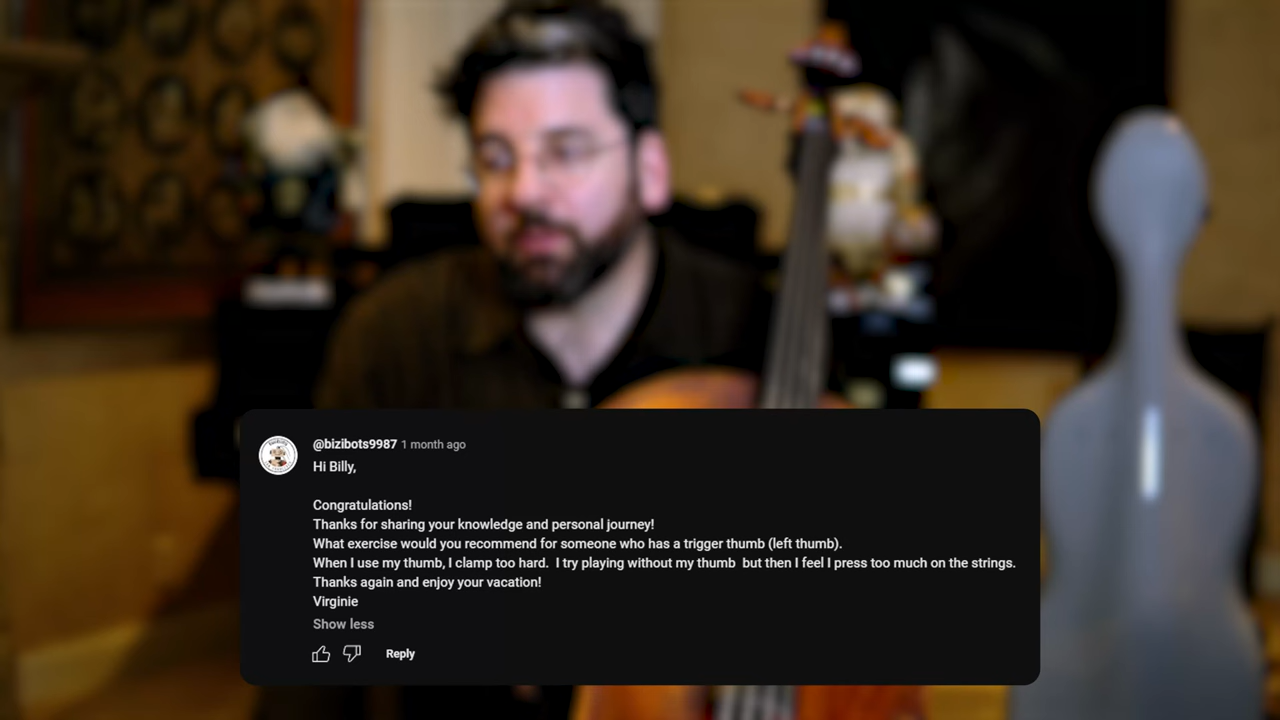 @bizibots9987 1 month ago
Hi Billy,
Congratulations!
Thanks for sharing your knowledge and personal journey!
What exercise would you recommend for someone who has a trigger thumb (left thumb).
When I use my thumb, I clamp too hard.  I try playing without my thumb  but then I feel I press too much on the strings.
Thanks again and enjoy your vacation!
Virginie
Show less
Reply